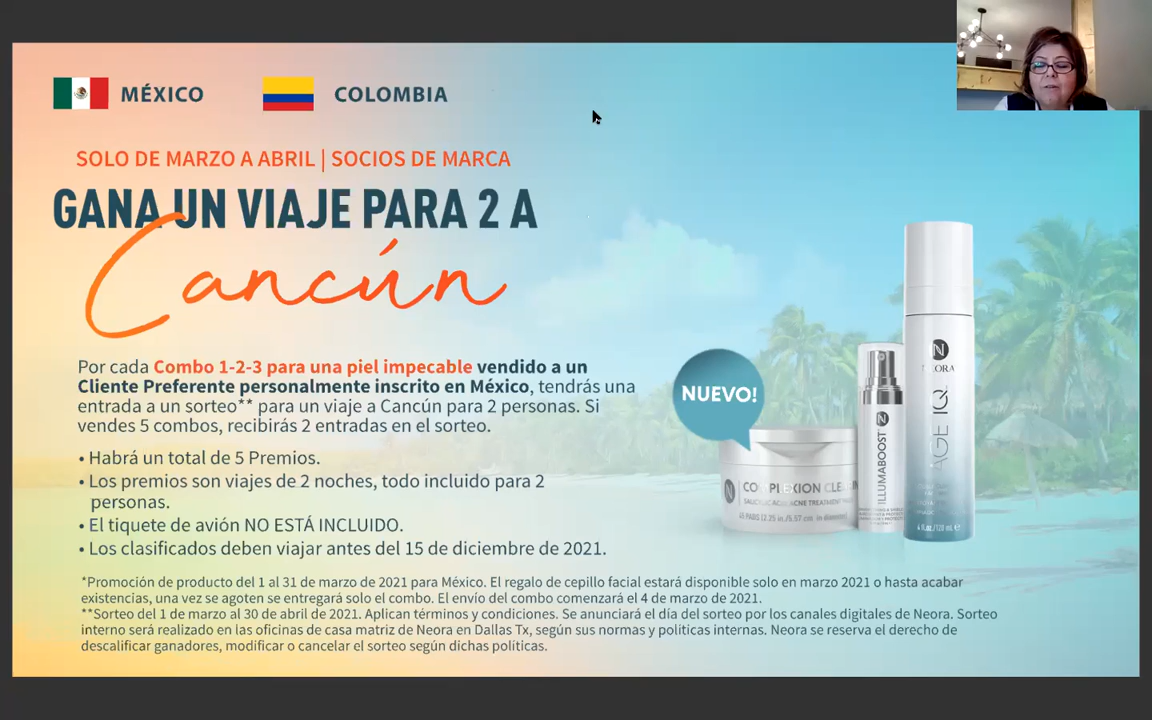 MÉXICO COLOMBIA
SOLO DE MARZO A ABRIL | SOCIOS DE MARCA
GANA UN VIAJE PARA 2 A
Cancún
Por cada Combo 1-2-3 para una piel impecable vendido a un
Cliente Preferente personalmente inscrito en México, tendrás una
entrada a un sorteo** para un viaje a Cancún para 2 personas. Si
vendes 5 combos, recibirás 2 entradas en el sorteo.
• Habrá un total de 5 Premios.
• Los premios son viajes de 2 noches, todo incluido para 2
personas.
• El tiquete de avión NO ESTÁ INCLUIDO.
• Los clasificados deben viajar antes del 15 de diciembre de 2021.
NUEVO!
N
COMPLEXION
SALICYLIC ACID ACNE TREATMENT
N
ILLUMABOOST
N
NEORA
AGE IQ
4 fl. oz / 120 ml e
*Promoción de producto del 1 al 31 de marzo de 2021 para México. El regalo de cepillo facial estará disponible solo en marzo 2021 o hasta acabar
existencias, una vez se agoten se entregará solo el combo. El envío del combo comenzará el 4 de marzo de 2021.
**Sorteo del 1 de marzo al 30 de abril de 2021. Aplican términos y condiciones. Se anunciará el día del sorteo por los canales digitales de Neora. Sorteo
interno será realizado en las oficinas de casa matriz de Neora en Dallas Tx, según sus normas y políticas internas. Neora se reserva el derecho de
descalificar ganadores, modificar o cancelar el sorteo según dichas políticas.